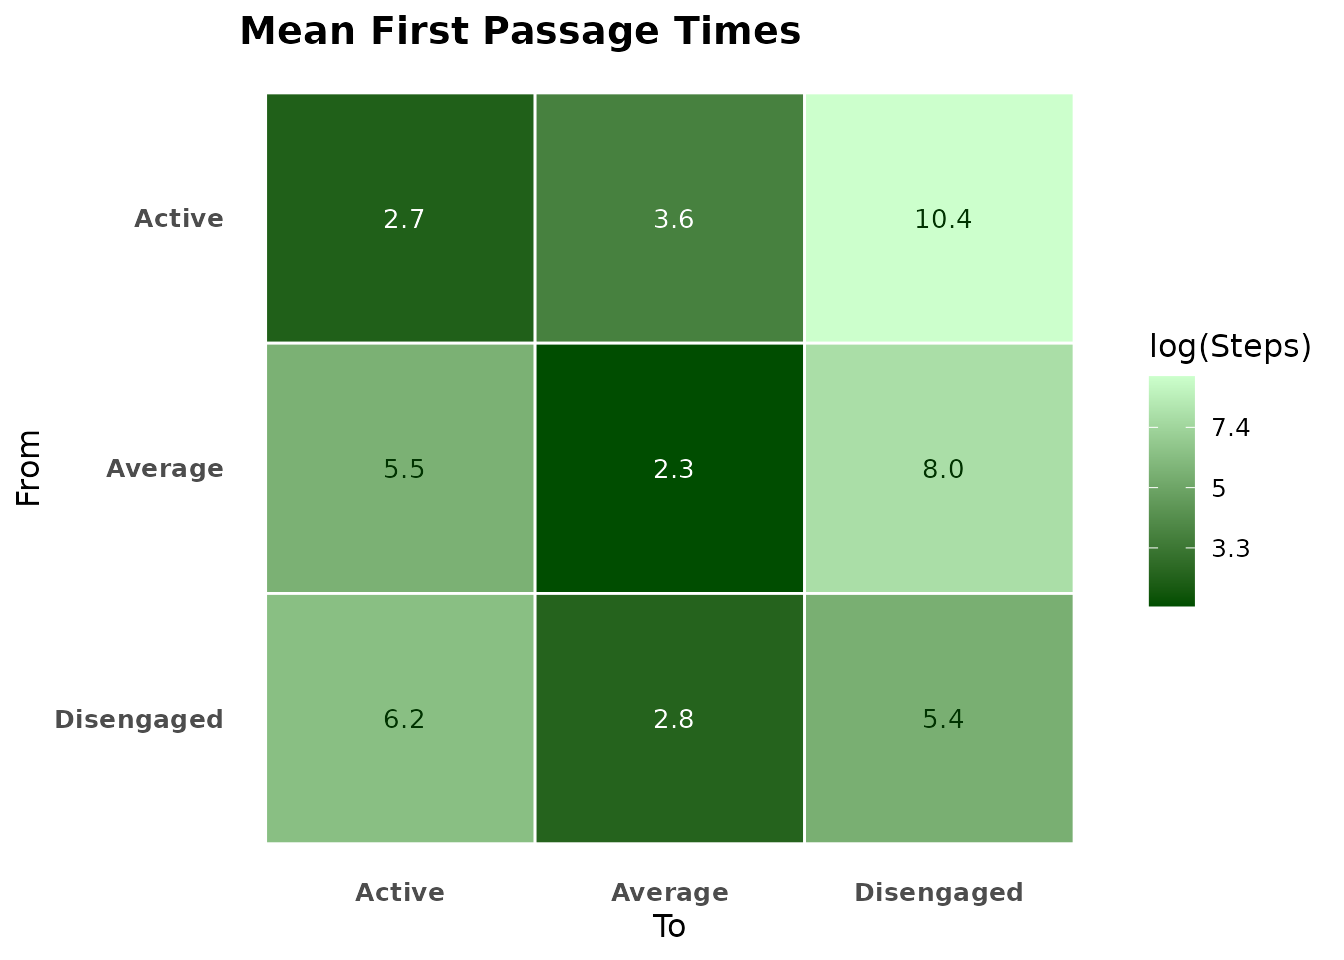 Mean First Passage Times
Active
2.7
3.6
10.4
Average
5.5
2.3
8.0
Disengaged
6.2
2.8
5.4
Active
Average
Disengaged
To
From
log(Steps)
7.4
5
3.3